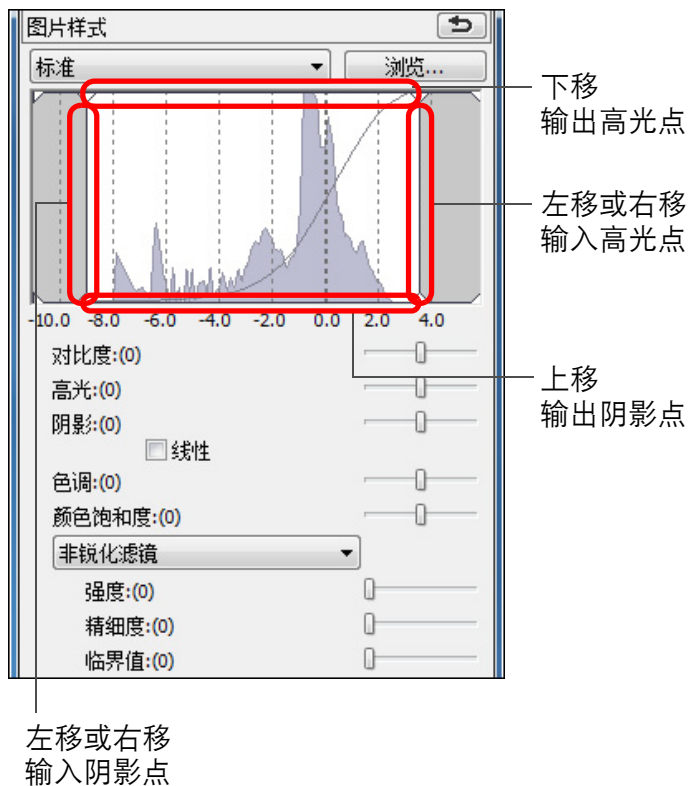 图片样式
标准
浏览...
下移
输出高光点
左移或右移
输入高光点
-10.0 -8.0 -6.0 -4.0 -2.0 0.0 2.0 4.0
对比度:(0)
高光:(0)
上移
输出阴影点
阴影:(0)
线性
色调:(0)
颜色饱和度:(0)
非锐化滤镜
强度:(0)
精细度:(0)
临界值:(0)
左移或右移
输入阴影点